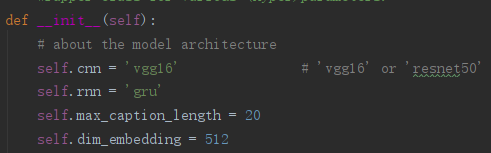 def __init__(self):
# about the model architecture
self.cnn = 'vgg16' # 'vgg16' or 'resnet50'
self.rnn = 'gru'
self.max_caption_length = 20
self.dim_embedding = 512